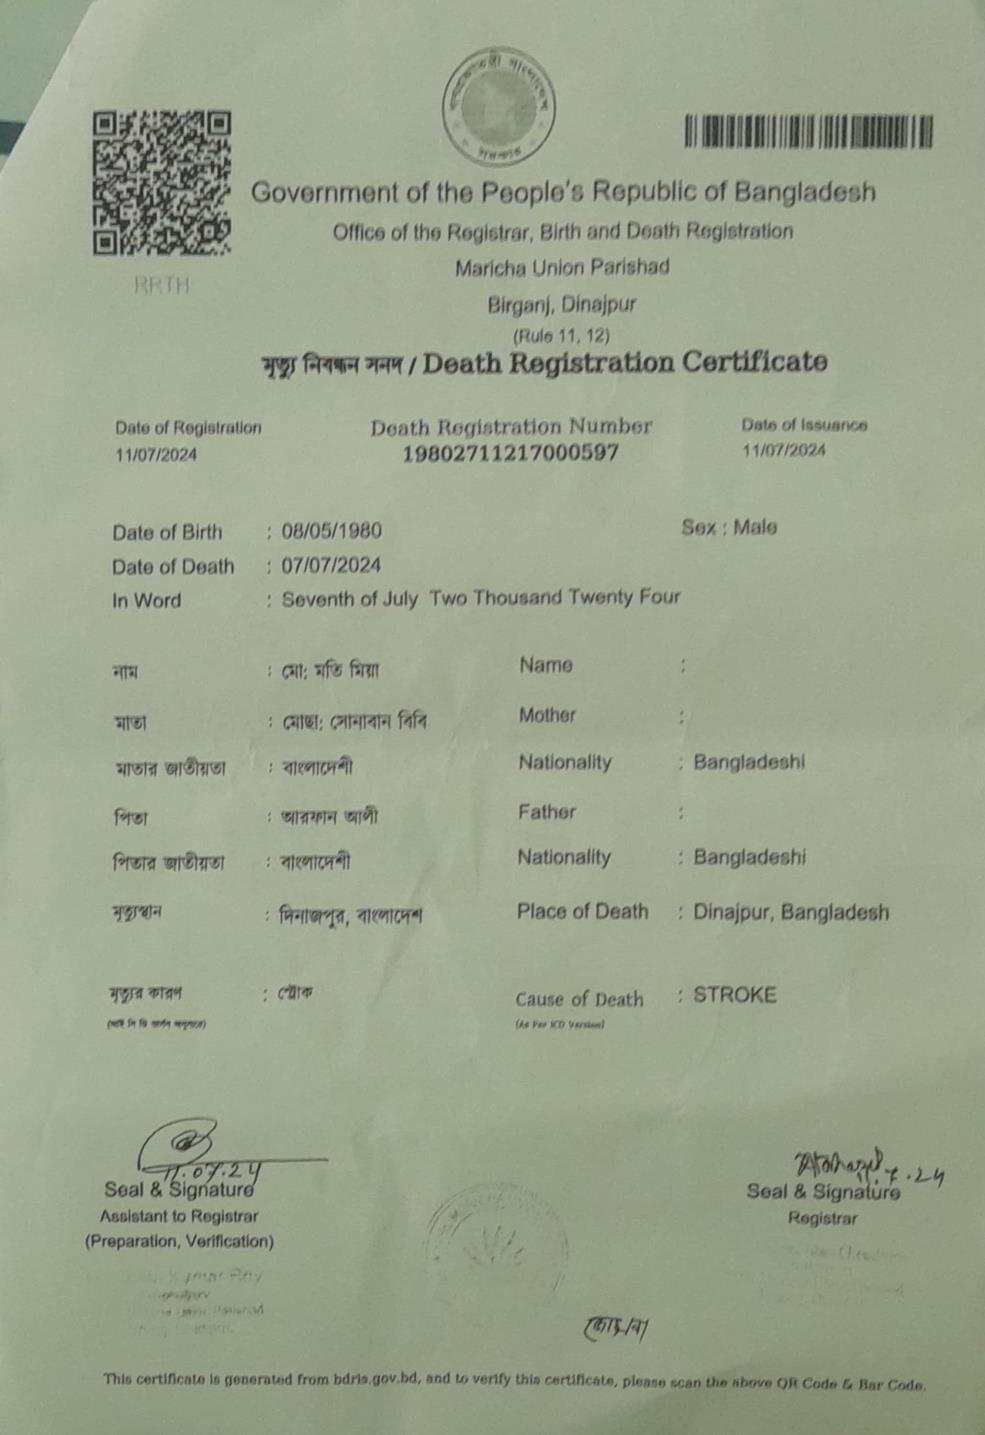 গণপ্রজাতন্ত্রী বাংলাদেশ
সরকার
RRTH
Government of the People's Republic of Bangladesh
Office of the Registrar, Birth and Death Registration
Maricha Union Parishad
Birganj, Dinajpur
(Rule 11, 12)
মৃত্যু নিবন্ধন সনদ / Death Registration Certificate
Date of Registration Death Registration Number Date of Issuance
11/07/2024 19802711217000597 11/07/2024
Date of Birth : 08/05/1980 Sex : Male
Date of Death : 07/07/2024
In Word : Seventh of July Two Thousand Twenty Four
নাম : মো: মতি মিয়া Name :
মাতা : মোছা: সোনাবান বিবি Mother :
মাতার জাতীয়তা : বাংলাদেশী Nationality : Bangladeshi
পিতা : আরফান আলী Father :
পিতার জাতীয়তা : বাংলাদেশী Nationality : Bangladeshi
মৃত্যুস্থান : দিনাজপুর, বাংলাদেশ Place of Death : Dinajpur, Bangladesh
মৃত্যুর কারণ : স্ট্রোক Cause of Death : STROKE
(As Per ICD Version)
11.07.24
Seal & Signature Seal & Signature
Assistant to Registrar Registrar
(Preparation, Verification)
Kumar Roy
This certificate is generated from bdris.gov.bd, and to verify this certificate, please scan the above QR Code & Bar Code.